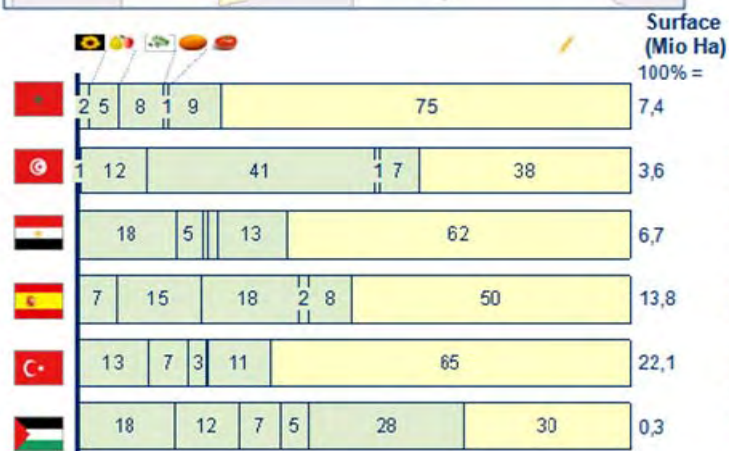 Surface
(Mio Ha)
100% =
2 5 8 1 9 75 7,4
1 12 41 1 7 38 3,6
18 5 13 62 6,7
7 15 18 2 8 50 13,8
13 7 3 11 65 22,1
18 12 7 5 28 30 0,3